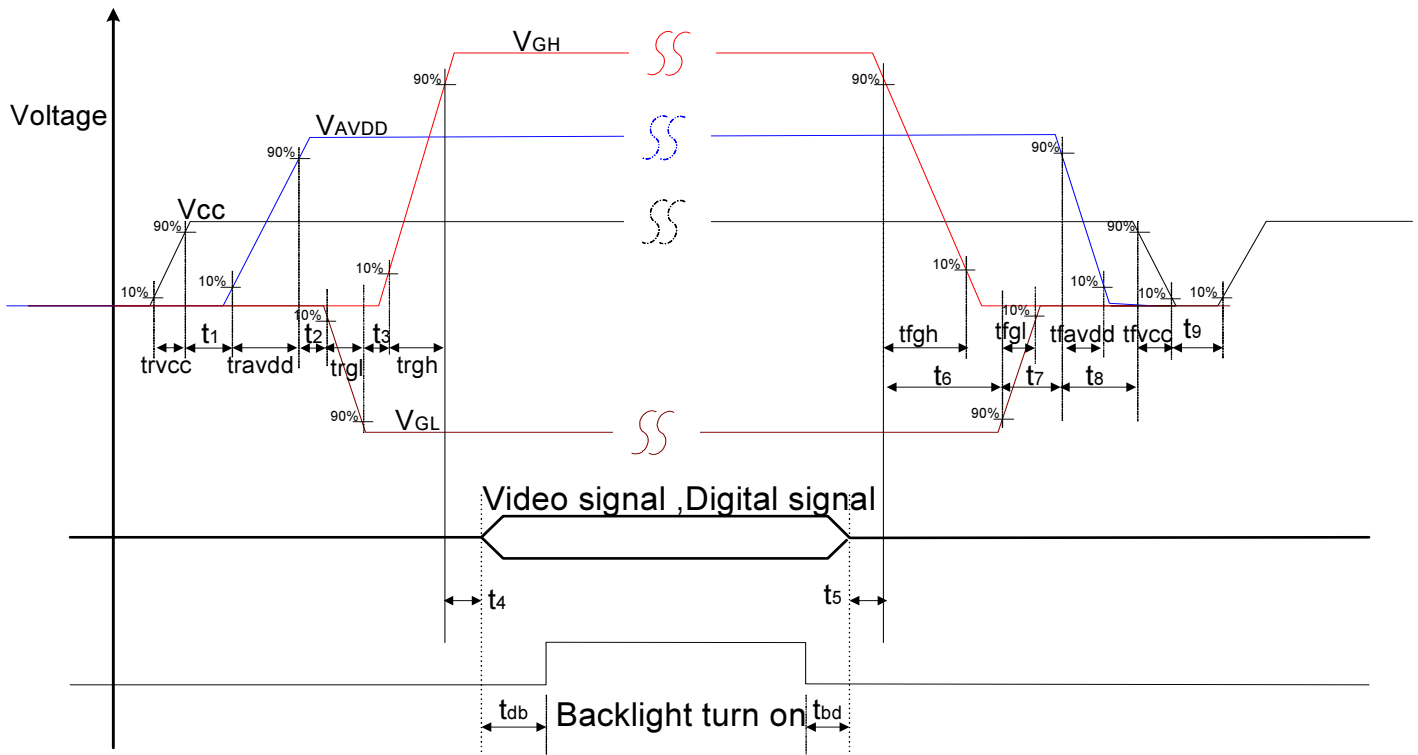 VGH
90%
90%
Voltage
VAVDD
90%
90%
Vcc
90%
90%
10%
10%
10%
10%
10%
10%
10%
10%
10%
10%
t1
t2
t3
trvcc
travdd
trgl
trgh
tfgh
tfgl
tfavdd
tfvcc
t9
t6
t7
t8
90%
VGL
90%
Video signal ,Digital signal
t4
t5
tdb
Backlight turn on
tbd